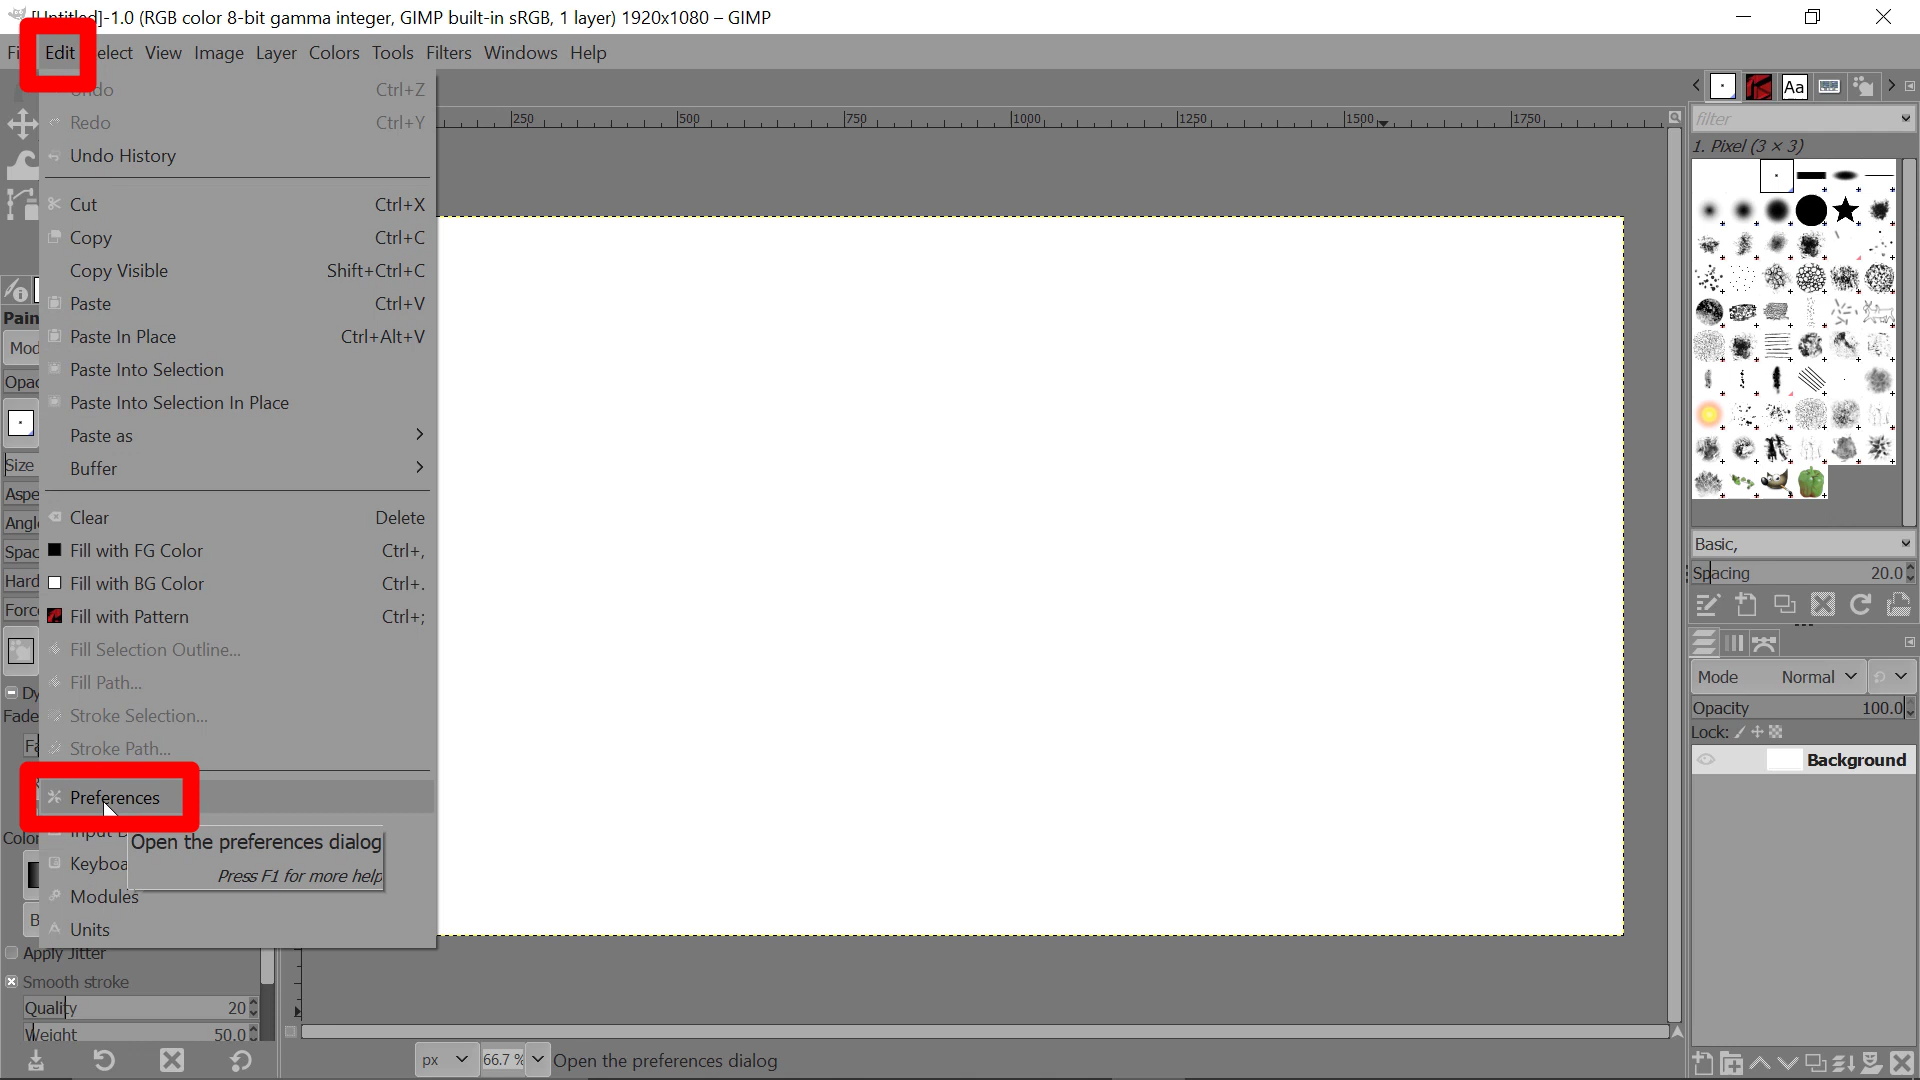 [Untitled]-1.0 (RGB color 8-bit gamma integer, GIMP built-in sRGB, 1 layer) 1920x1080 – GIMP
Edit
View Image Layer Colors Tools Filters Windows Help
Undo Ctrl+Z
Redo Ctrl+Y
Undo History
Cut Ctrl+X
Copy Ctrl+C
Copy Visible Shift+Ctrl+C
Paste Ctrl+V
Paste In Place Ctrl+Alt+V
Paste Into Selection
Paste Into Selection In Place
Paste as
Buffer
Clear Delete
Fill with FG Color Ctrl+,
Fill with BG Color Ctrl+.
Fill with Pattern Ctrl+;
Fill Selection Outline...
Fill Path...
Stroke Selection...
Stroke Path...
Preferences
Input
Keyboa
Modules
Units
Open the preferences dialog
Press F1 for more help
Pain
Mod
Opac
Size
Aspe
Angl
Spac
Hard
Forc
Dy
Fade
Fa
Color
B
Apply Jitter
Smooth stroke
Quality 20
Weight 50.0
250 500 750 1000 1250 1500 1750
px 66.7 % Open the preferences dialog
Aa
filter
1. Pixel (3 × 3)
Basic,
Spacing 20.0
Mode Normal
Opacity 100.0
Lock:
Background